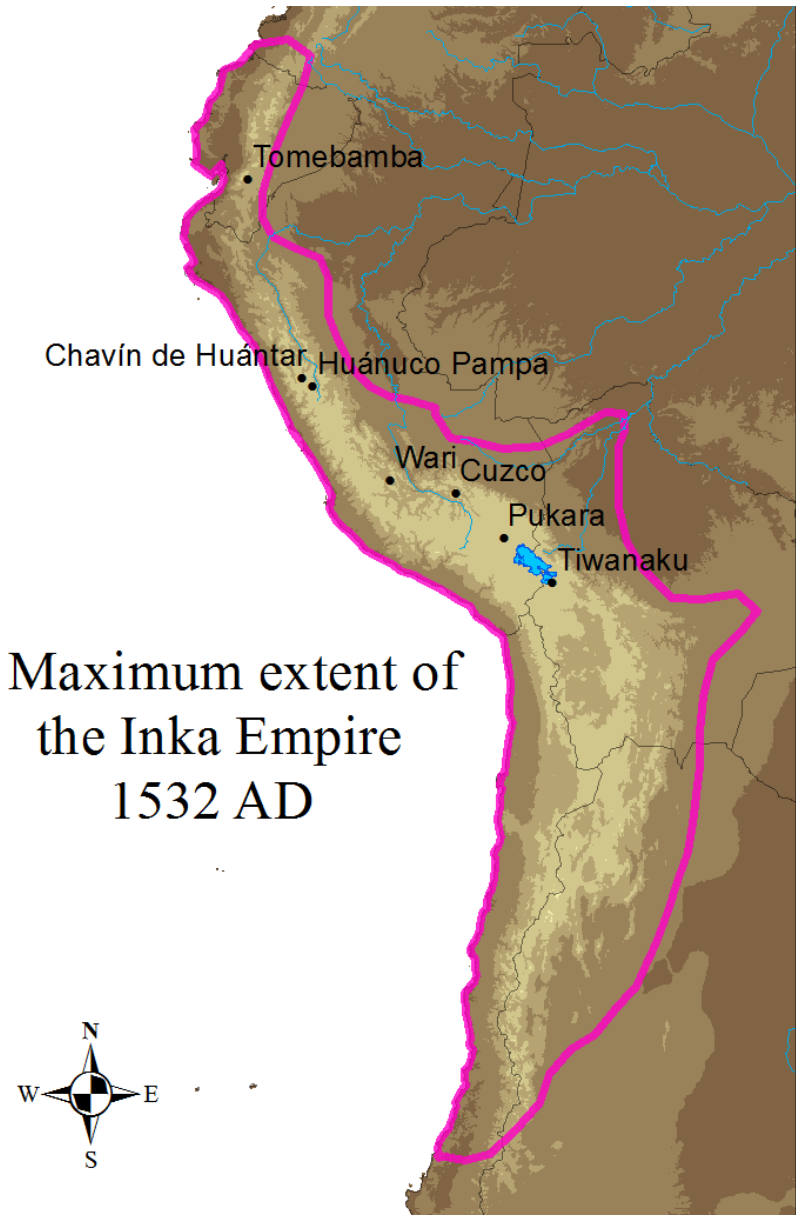 Tomebamba
Chavín de Huántar
Huánuco Pampa
Wari
Cuzco
Pukara
Tiwanaku
Maximum extent of
the Inka Empire
1532 AD
N
W
E
S